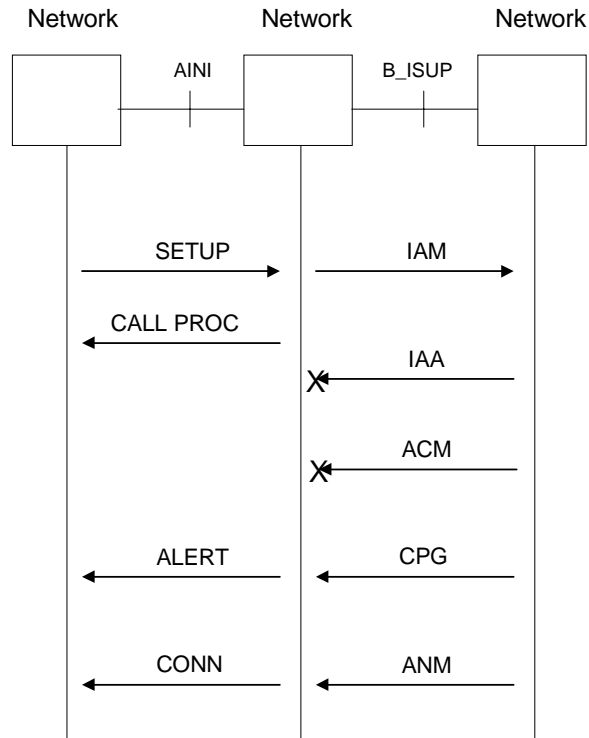 Network Network Network
AINI B_ISUP
SETUP IAM
CALL PROC
IAA
X
ACM
X
ALERT CPG
CONN ANM